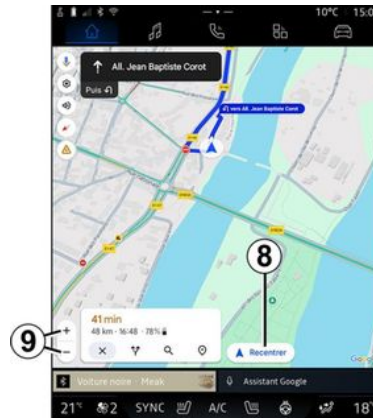 10°C 15:0
All. Jean Baptiste Corot
Puis
vers All. Jean Baptiste Corot
8
9
+
−
41 min
48 km · 16:48 · 78%
Recentrer
Goog
Voiture noire · Meak
Assistant Google
21° 2 SYNC A/C 18°